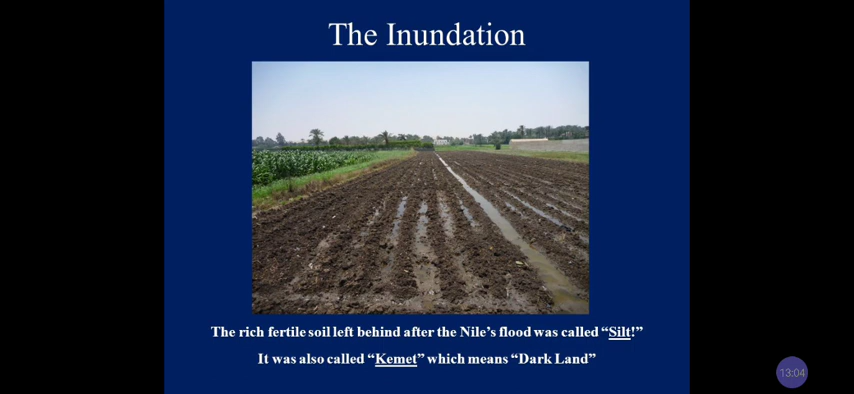 The Inundation
The rich fertile soil left behind after the Nile's flood was called “Silt!”
It was also called “Kemet” which means “Dark Land”
13:04